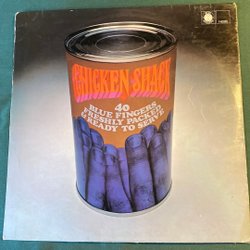 CHICKEN SHACK
40
BLUE FINGERS
FRESHLY PACKED
& READY TO SERVE